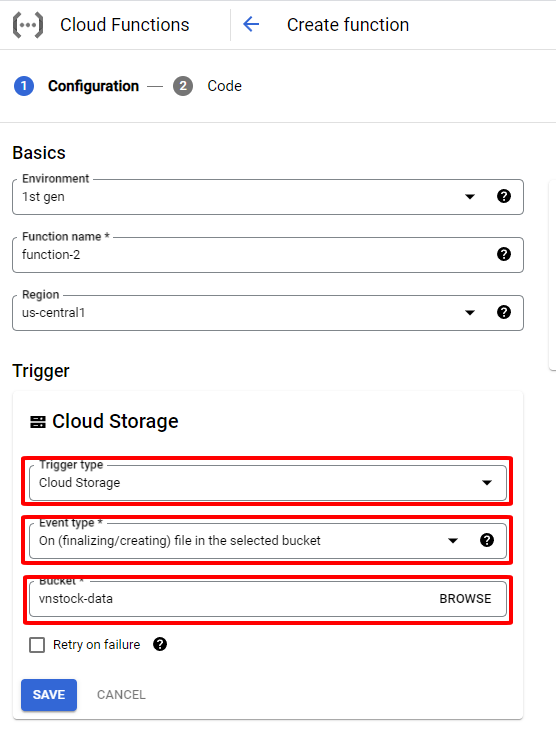 Cloud Functions
Create function
1 Configuration — 2 Code
Basics
Environment
1st gen
Function name *
function-2
Region
us-central1
Trigger
Cloud Storage
Trigger type
Cloud Storage
Event type *
On (finalizing/creating) file in the selected bucket
Bucket *
vnstock-data BROWSE
Retry on failure
SAVE CANCEL